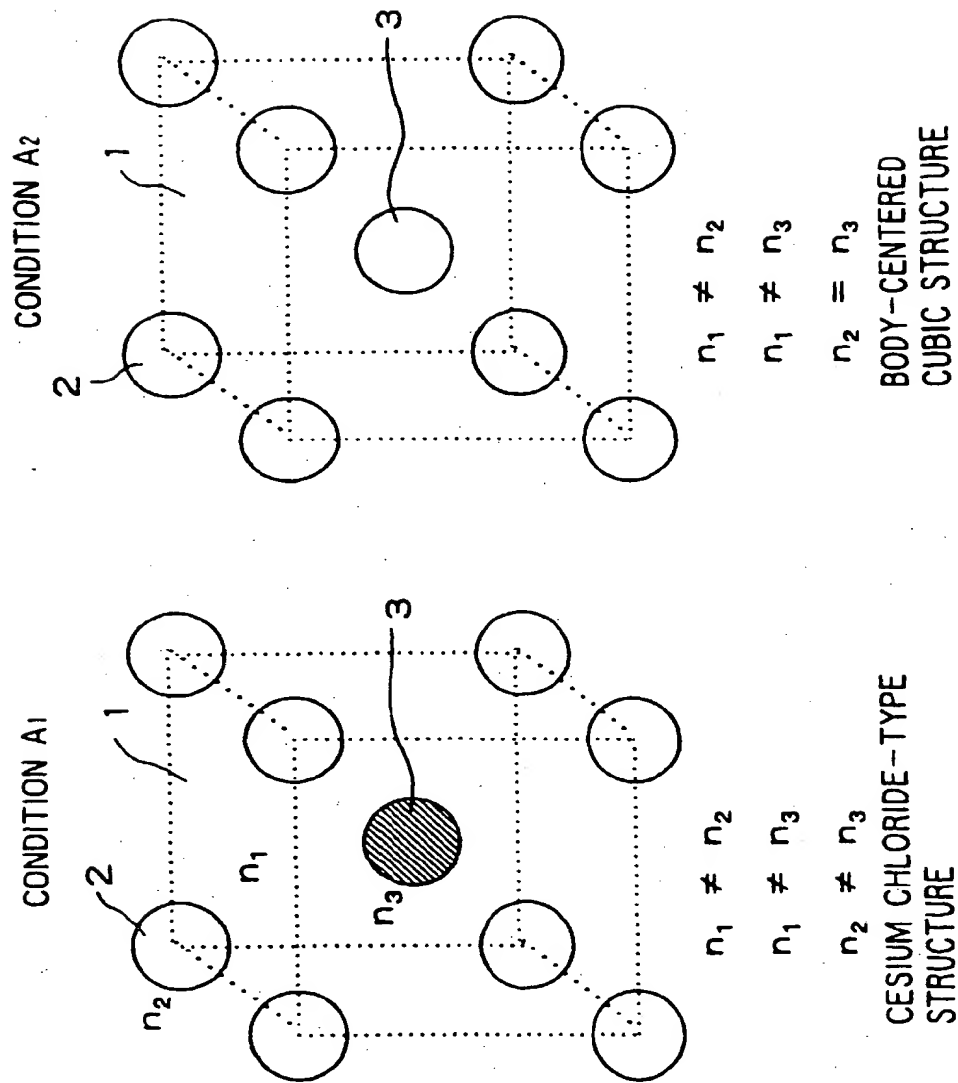 CONDITION A1
1
2
n2
n1
n3
3
n1 ≠ n2
n1 ≠ n3
n2 ≠ n3
CESIUM CHLORIDE-TYPE
STRUCTURE
CONDITION A2
1
2
3
n1 ≠ n2
n1 ≠ n3
n2 = n3
BODY-CENTERED
CUBIC STRUCTURE